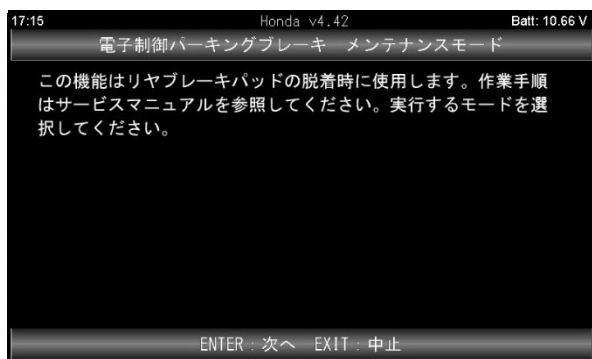 17:15 Honda v4.42 Batt: 10.66 V
電子制御パーキングブレーキ メンテナンスモード
この機能はリヤブレーキパッドの脱着時に使用します。作業手順
はサービスマニュアルを参照してください。実行するモードを選
択してください。
ENTER:次へ EXIT:中止